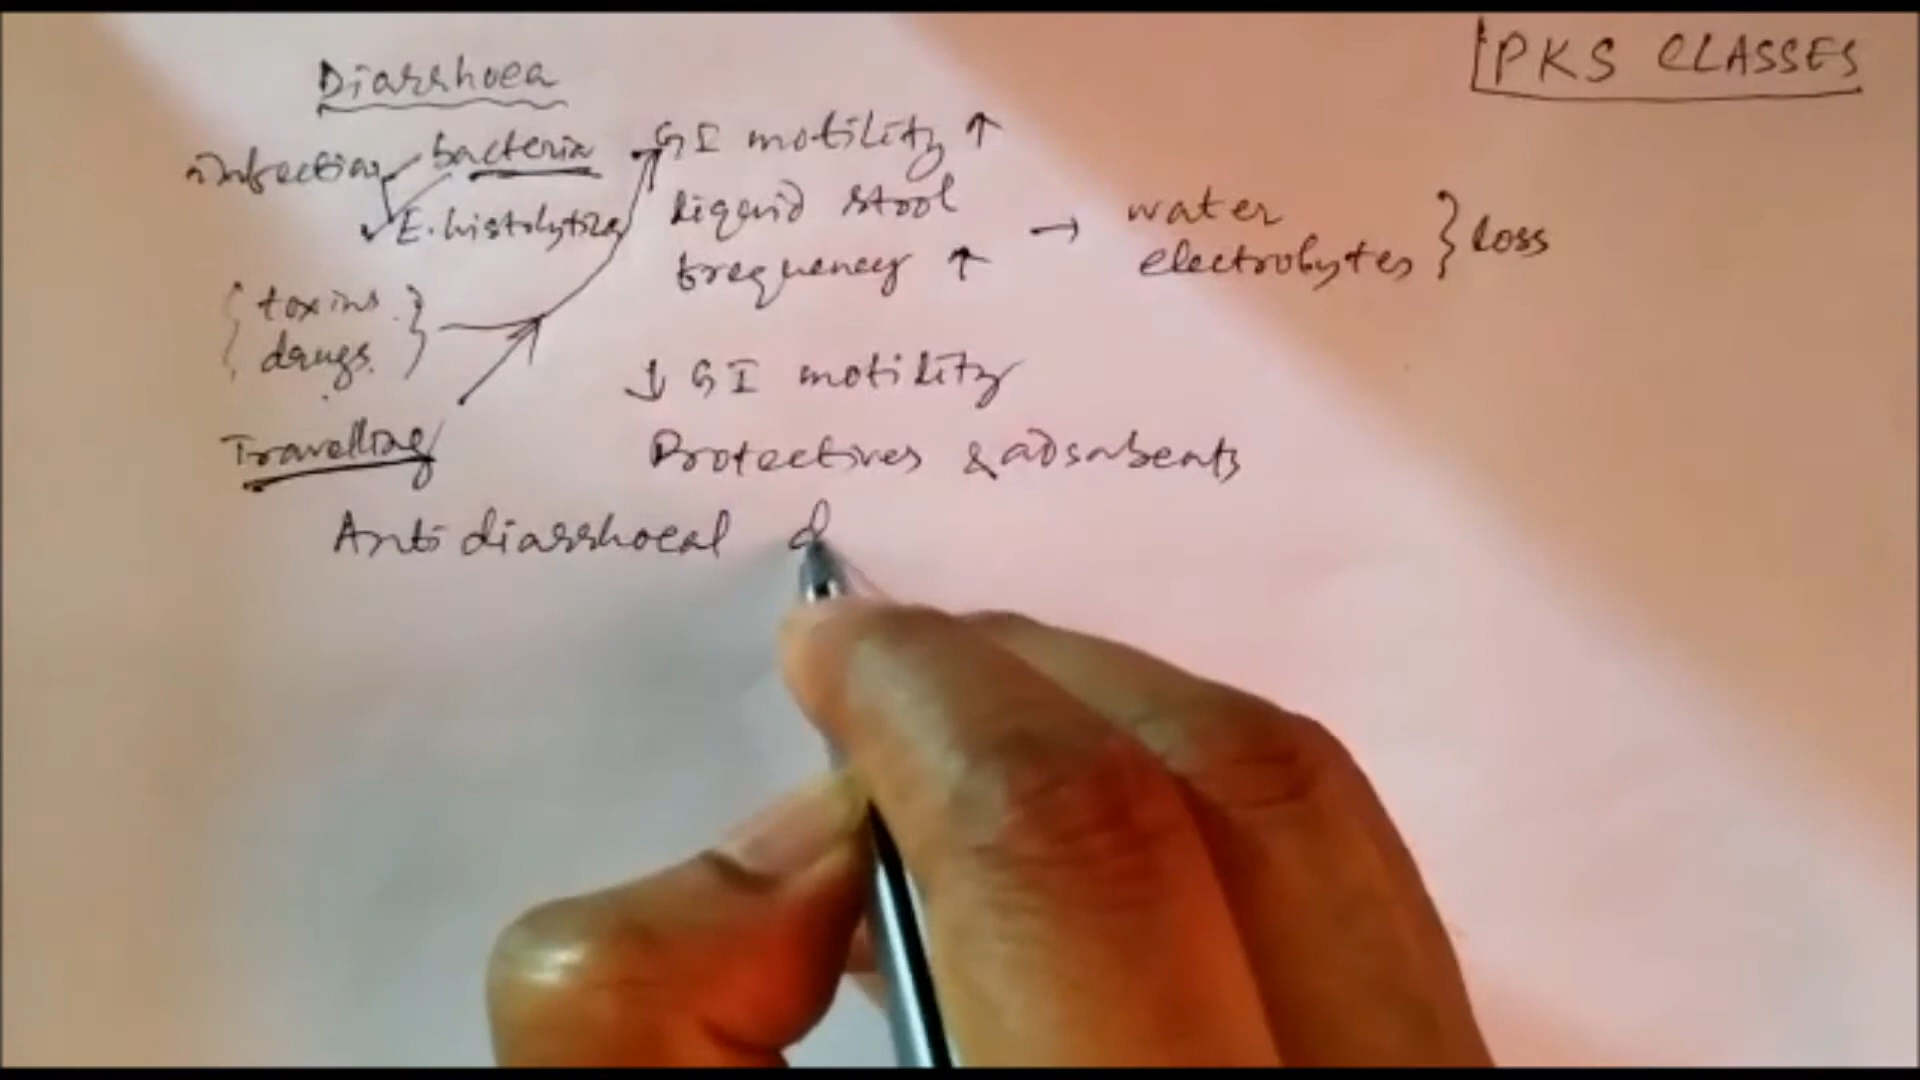 PKS CLASSES
Diarrhoea
infection bacteria
E. histolytica
toxins
drugs.
Travelling
GI motility ↑
liquid stool
frequency ↑
→ water
electrolytes } loss
↓ GI motility
Protectives & adsorbents
Anti diarrhoeal d